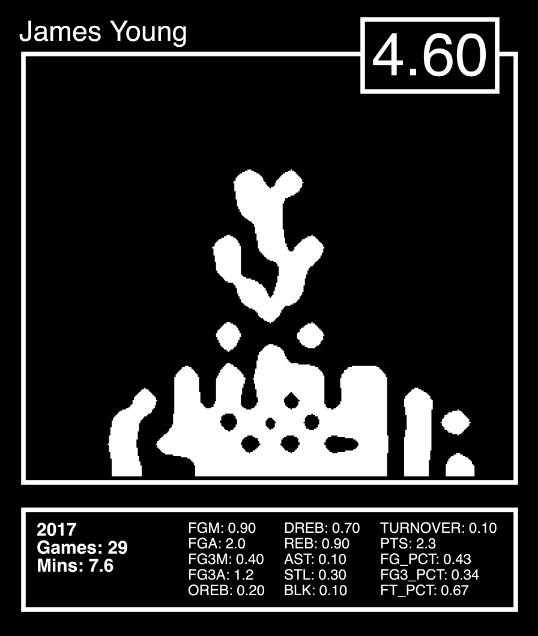 James Young
4.60
2017
Games: 29
Mins: 7.6
FGM: 0.90
FGA: 2.0
FG3M: 0.40
FG3A: 1.2
OREB: 0.20
DREB: 0.70
REB: 0.90
AST: 0.10
STL: 0.30
BLK: 0.10
TURNOVER: 0.10
PTS: 2.3
FG_PCT: 0.43
FG3_PCT: 0.34
FT_PCT: 0.67